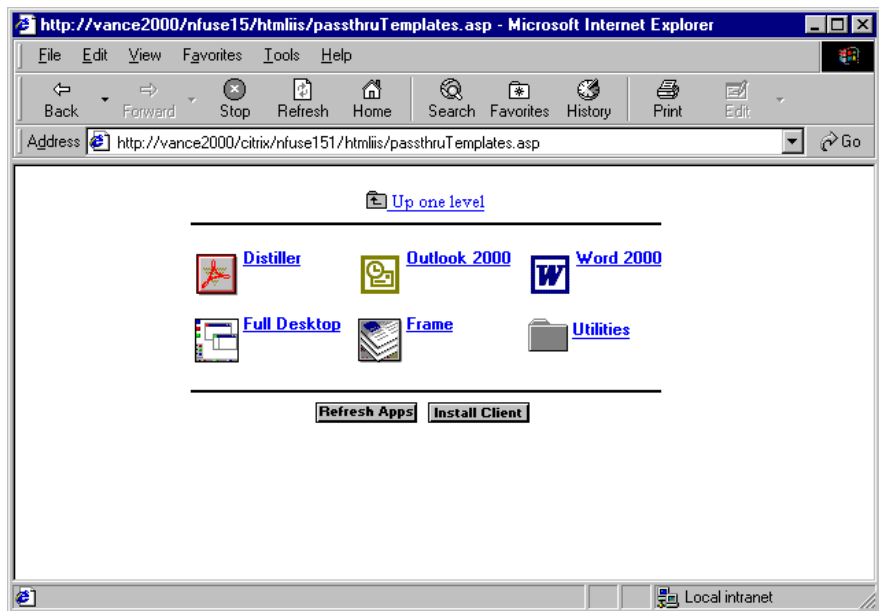 http://vance2000/nfuse15/htmliis/passthruTemplates.asp - Microsoft Internet Explorer
File Edit View Favorites Tools Help
Back Forward Stop Refresh Home Search Favorites History Print Edit
Address http://vance2000/citrix/nfuse151/htmliis/passthruTemplates.asp Go
Up one level
Distiller Outlook 2000 Word 2000
Full Desktop Frame Utilities
Refresh Apps Install Client
Local intranet